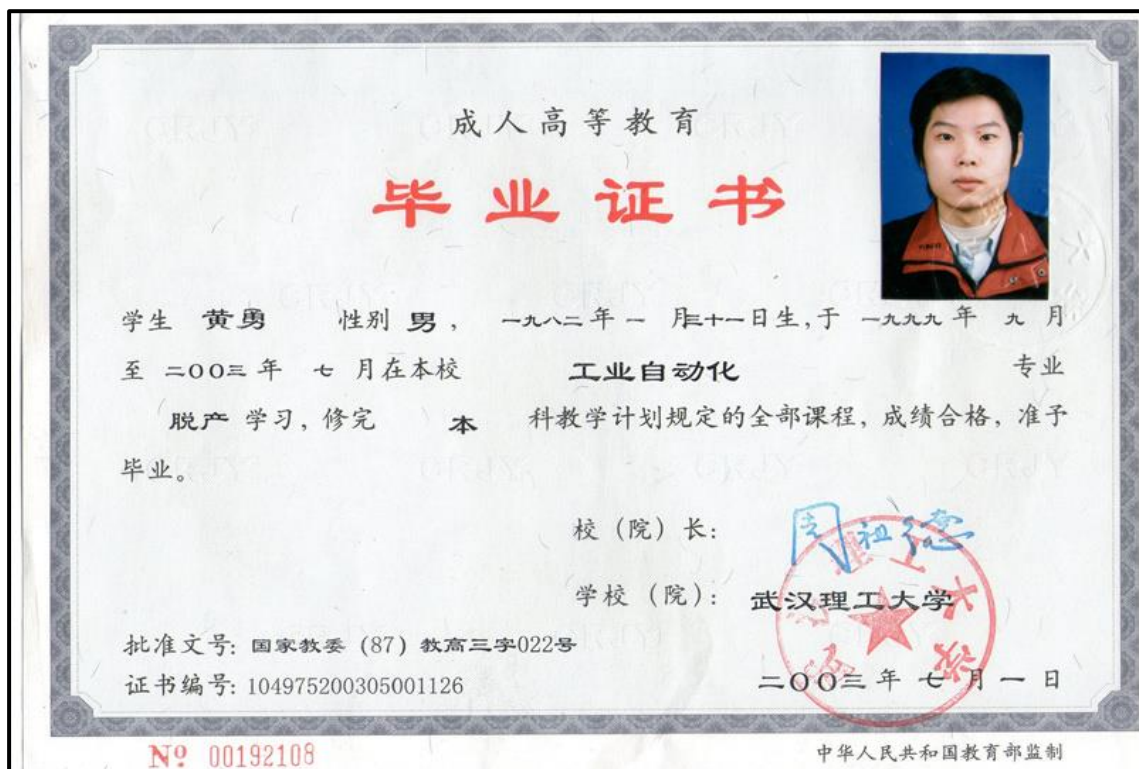 成人高等教育
毕业证书
学生 黄勇 性别 男， 一九八二年 一 月三十一日生，于 一九九九年 九 月
至 二OO三年 七 月在本校 工业自动化 专业
脱产 学习，修完 本 科教学计划规定的全部课程，成绩合格，准予
毕业。
校（院）长： 周祖德
学校（院）： 武汉理工大学
批准文号: 国家教委 (87) 教高三字022号
证书编号: 104975200305001126
二OO三年 七 月 一 日
№ 00192108
中华人民共和国教育部监制